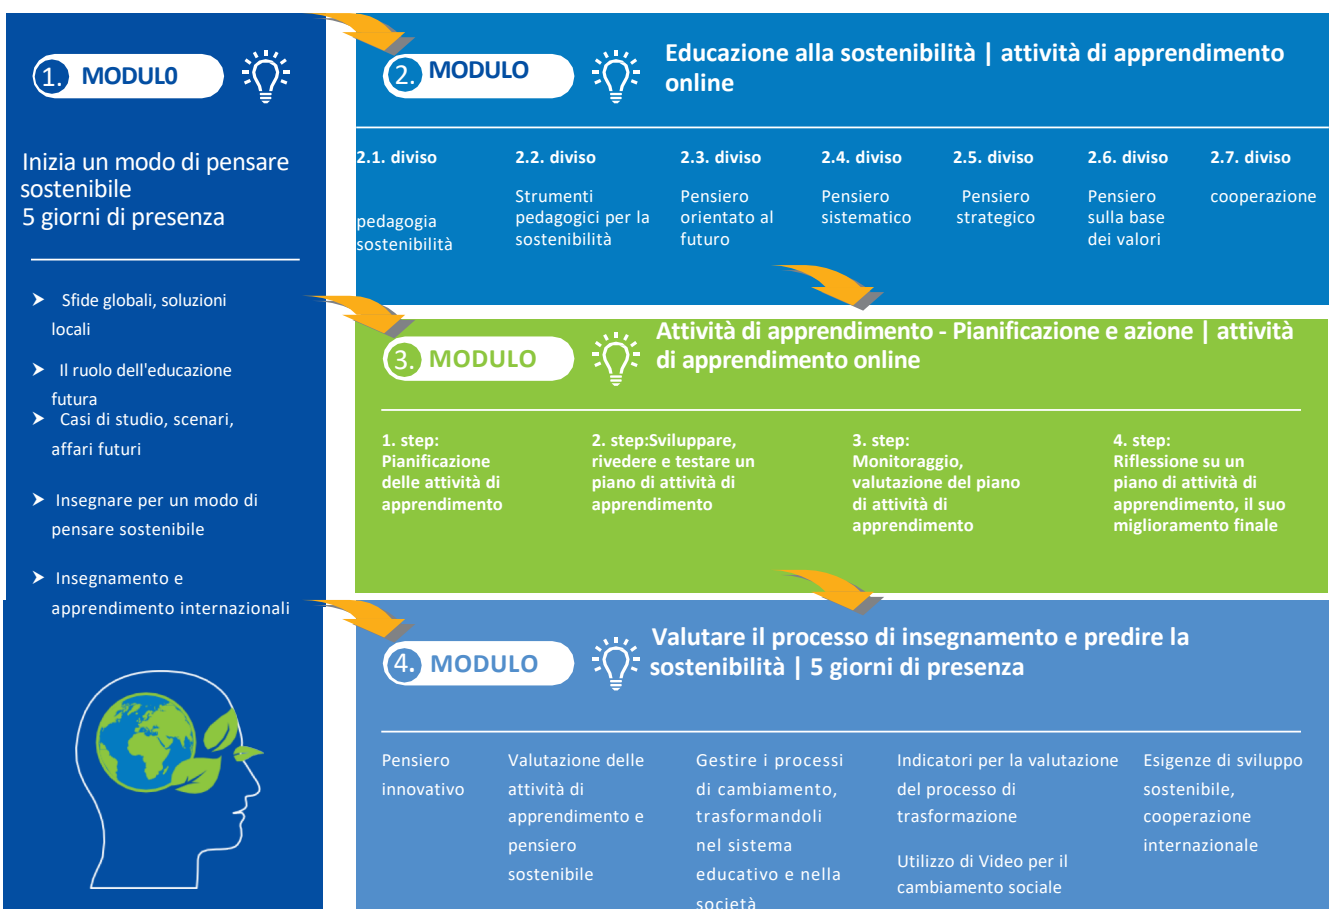 1. MODUL0
Inizia un modo di pensare
sostenibile
5 giorni di presenza
➤ Sfide globali, soluzioni
locali
➤ Il ruolo dell'educazione
futura
➤ Casi di studio, scenari,
affari futuri
➤ Insegnare per un modo di
pensare sostenibile
➤ Insegnamento e
apprendimento internazionali
2. MODULO
Educazione alla sostenibilità | attività di apprendimento
online
2.1. diviso
pedagogia
sostenibilità
2.2. diviso
Strumenti
pedagogici per la
sostenibilità
2.3. diviso
Pensiero
orientato al
futuro
2.4. diviso
Pensiero
sistematico
2.5. diviso
Pensiero
strategico
2.6. diviso
Pensiero
sulla base
dei valori
2.7. diviso
cooperazione
3. MODULO
Attività di apprendimento - Pianificazione e azione | attività
di apprendimento online
1. step:
Pianificazione
delle attività di
apprendimento
2. step:Sviluppare,
rivedere e testare un
piano di attività di
apprendimento
3. step:
Monitoraggio,
valutazione del piano
di attività di
apprendimento
4. step:
Riflessione su un
piano di attività di
apprendimento, il suo
miglioramento finale
4. MODULO
Valutare il processo di insegnamento e predire la
sostenibilità | 5 giorni di presenza
Pensiero
innovativo
Valutazione delle
attività di
apprendimento e
pensiero
sostenibile
Gestire i processi
di cambiamento,
trasformandoli
nel sistema
educativo e nella
società
Indicatori per la valutazione
del processo di
trasformazione
Utilizzo di Video per il
cambiamento sociale
Esigenze di sviluppo
sostenibile,
cooperazione
internazionale